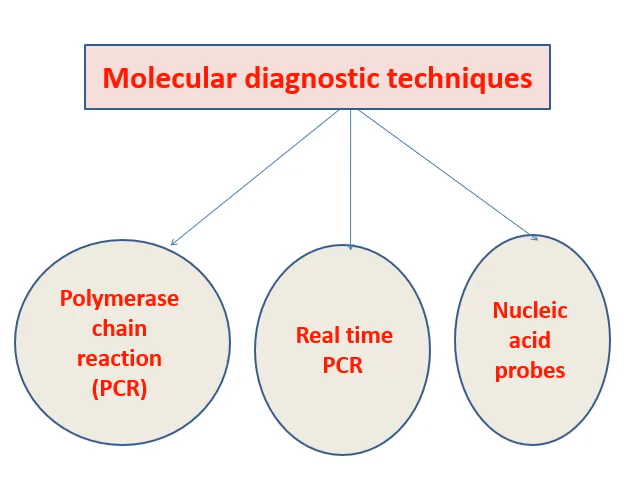 Molecular diagnostic techniques
Polymerase
chain
reaction
(PCR)
Real time
PCR
Nucleic
acid
probes